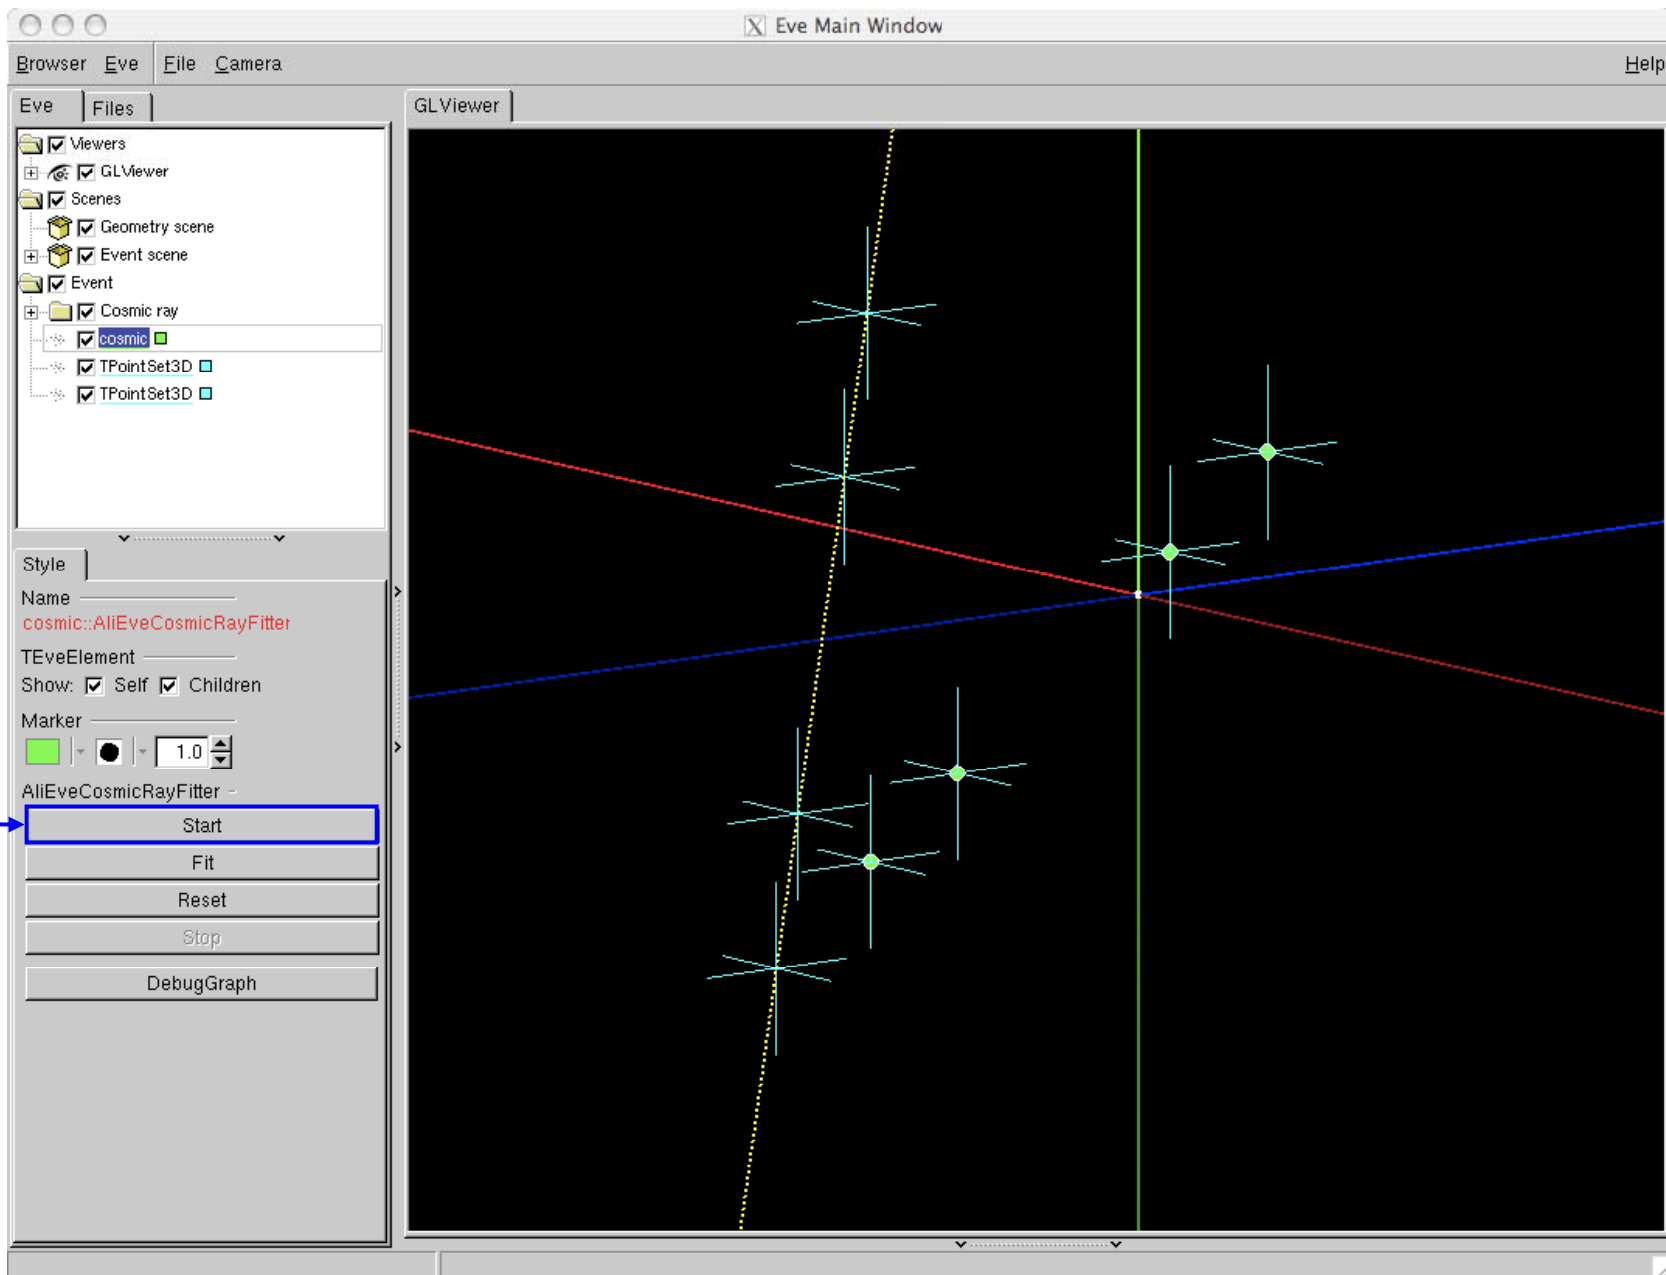 X Eve Main Window
Browser Eve File Camera Help
Eve Files GLViewer
Viewers
GLViewer
Scenes
Geometry scene
Event scene
Event
Cosmic ray
cosmic
TPointSet3D
TPointSet3D
Style
Name
cosmic::AliEveCosmicRayFitter
TEveElement
Show: Self Children
Marker
1.0
AliEveCosmicRayFitter
Start
Fit
Reset
Stop
DebugGraph